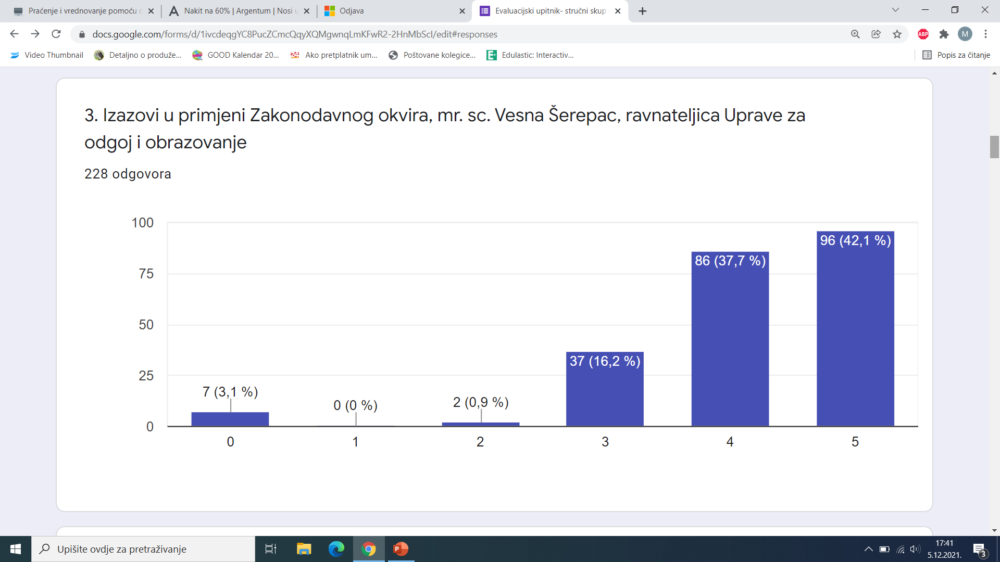 Praćenje i vrednovanje pomoću
Nakit na 60% | Argentum | Nosi u
Odjava
Evaluacijski upitnik- stručni skup
docs.google.com/forms/d/1ivcdeqgYC8PucZCmcQqyXQMgwnqLmKFwR2-2HnMbScI/edit#responses
ABP
M
Video Thumbnail
Detaljno o produže...
GOOD Kalendar 20...
Ako pretplatnik um...
Poštovane kolegice...
Edulastic: Interactiv...
Popis za čitanje
3. Izazovi u primjeni Zakonodavnog okvira, mr. sc. Vesna Šerepac, ravnateljica Uprave za
odgoj i obrazovanje
228 odgovora
100
75
50
25
0
7 (3,1 %)
0 (0 %)
2 (0,9 %)
37 (16,2 %)
86 (37,7 %)
96 (42,1 %)
0 1 2 3 4 5
Upišite ovdje za pretraživanje
17:41
5.12.2021.
3